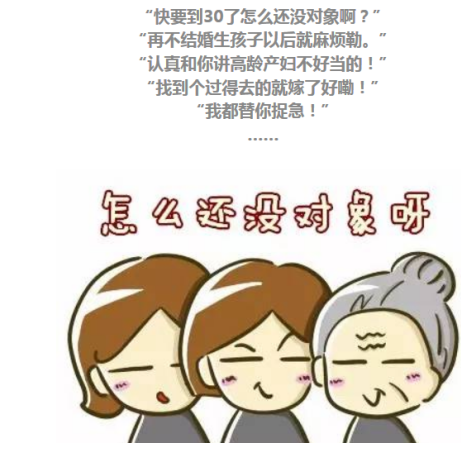 “快要到30了怎么还没对象啊？”
“再不结婚生孩子以后就麻烦勒。”
“认真和你讲高龄产妇不好当的！”
“找到个过得去的就嫁了好嘞！”
“我都替你捉急！”
……
怎么还没对象呀